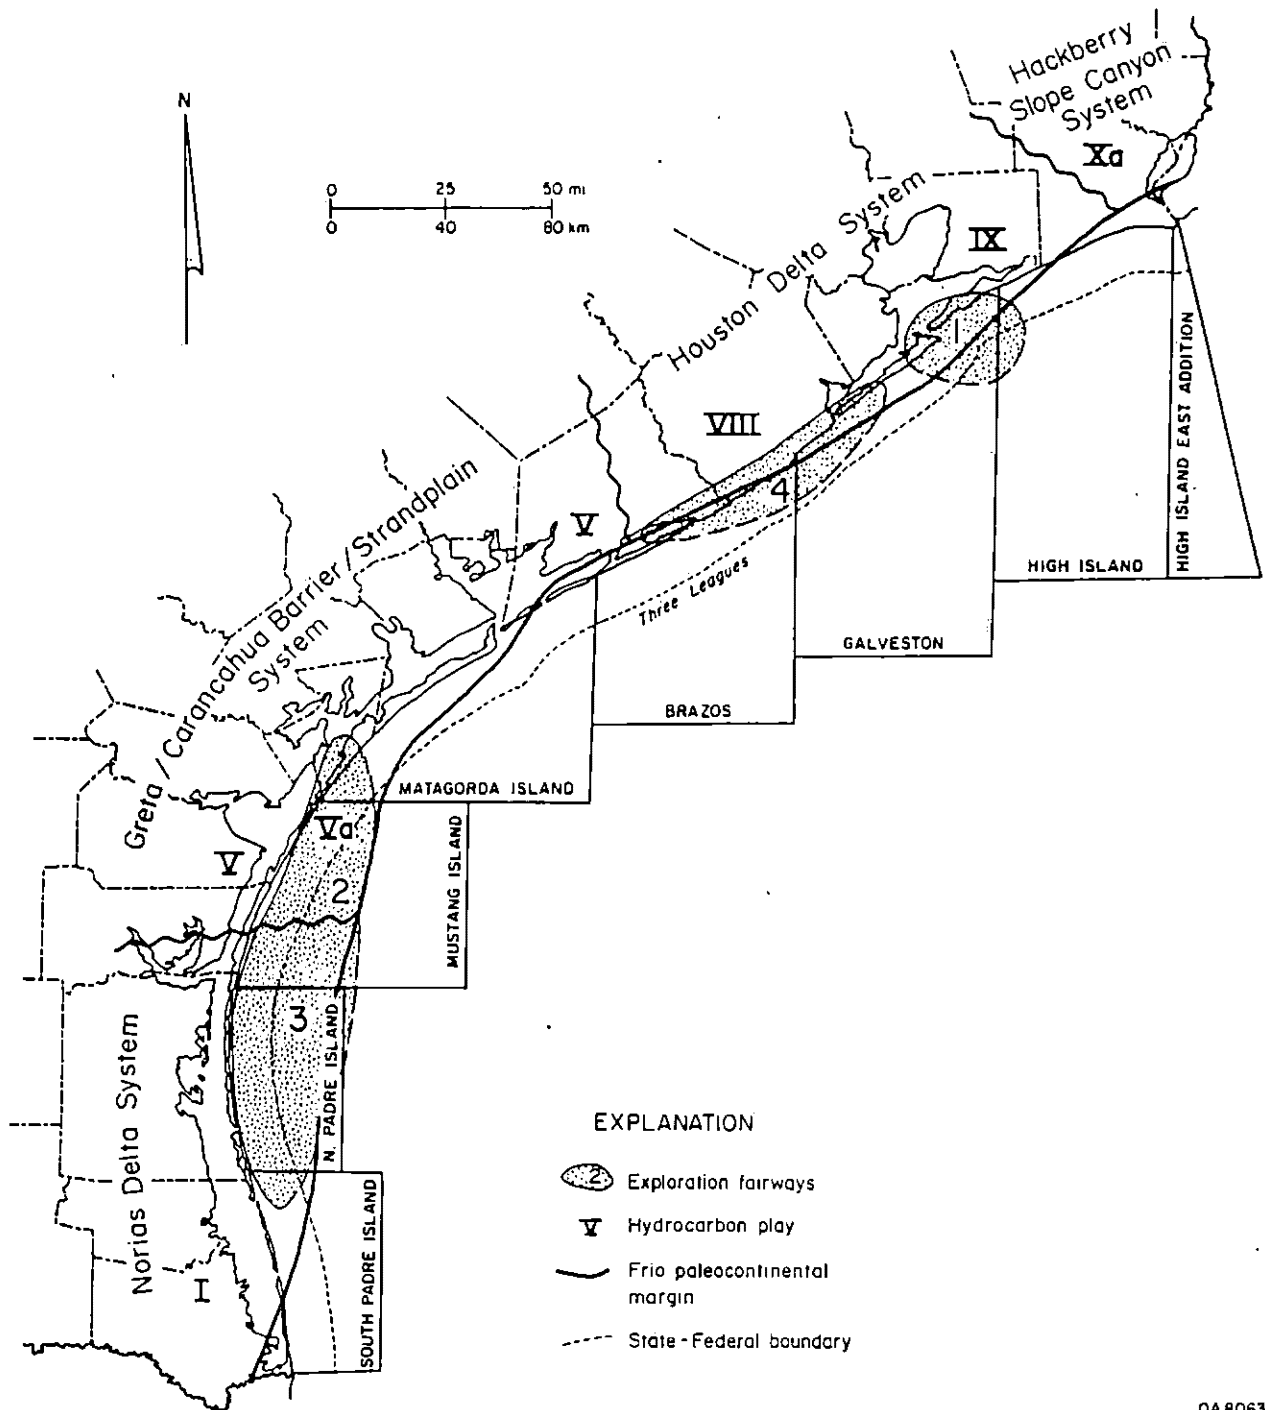 Hackberry
Slope Canyon
System
Xa
N
0 25 50 mi
0 40 80 km
Houston Delta System
IX
1
HIGH ISLAND EAST ADDITION
VIII
4
HIGH ISLAND
Greta / Carancahua Barrier / Strandplain
System
V
Three Leagues
GALVESTON
BRAZOS
MATAGORDA ISLAND
Va
V
2
MUSTANG ISLAND
3
N. PADRE ISLAND
Norias Delta System
I
SOUTH PADRE ISLAND
EXPLANATION
2 Exploration fairways
V Hydrocarbon play
Frio paleocontinental
margin
State-Federal boundary
QA8063